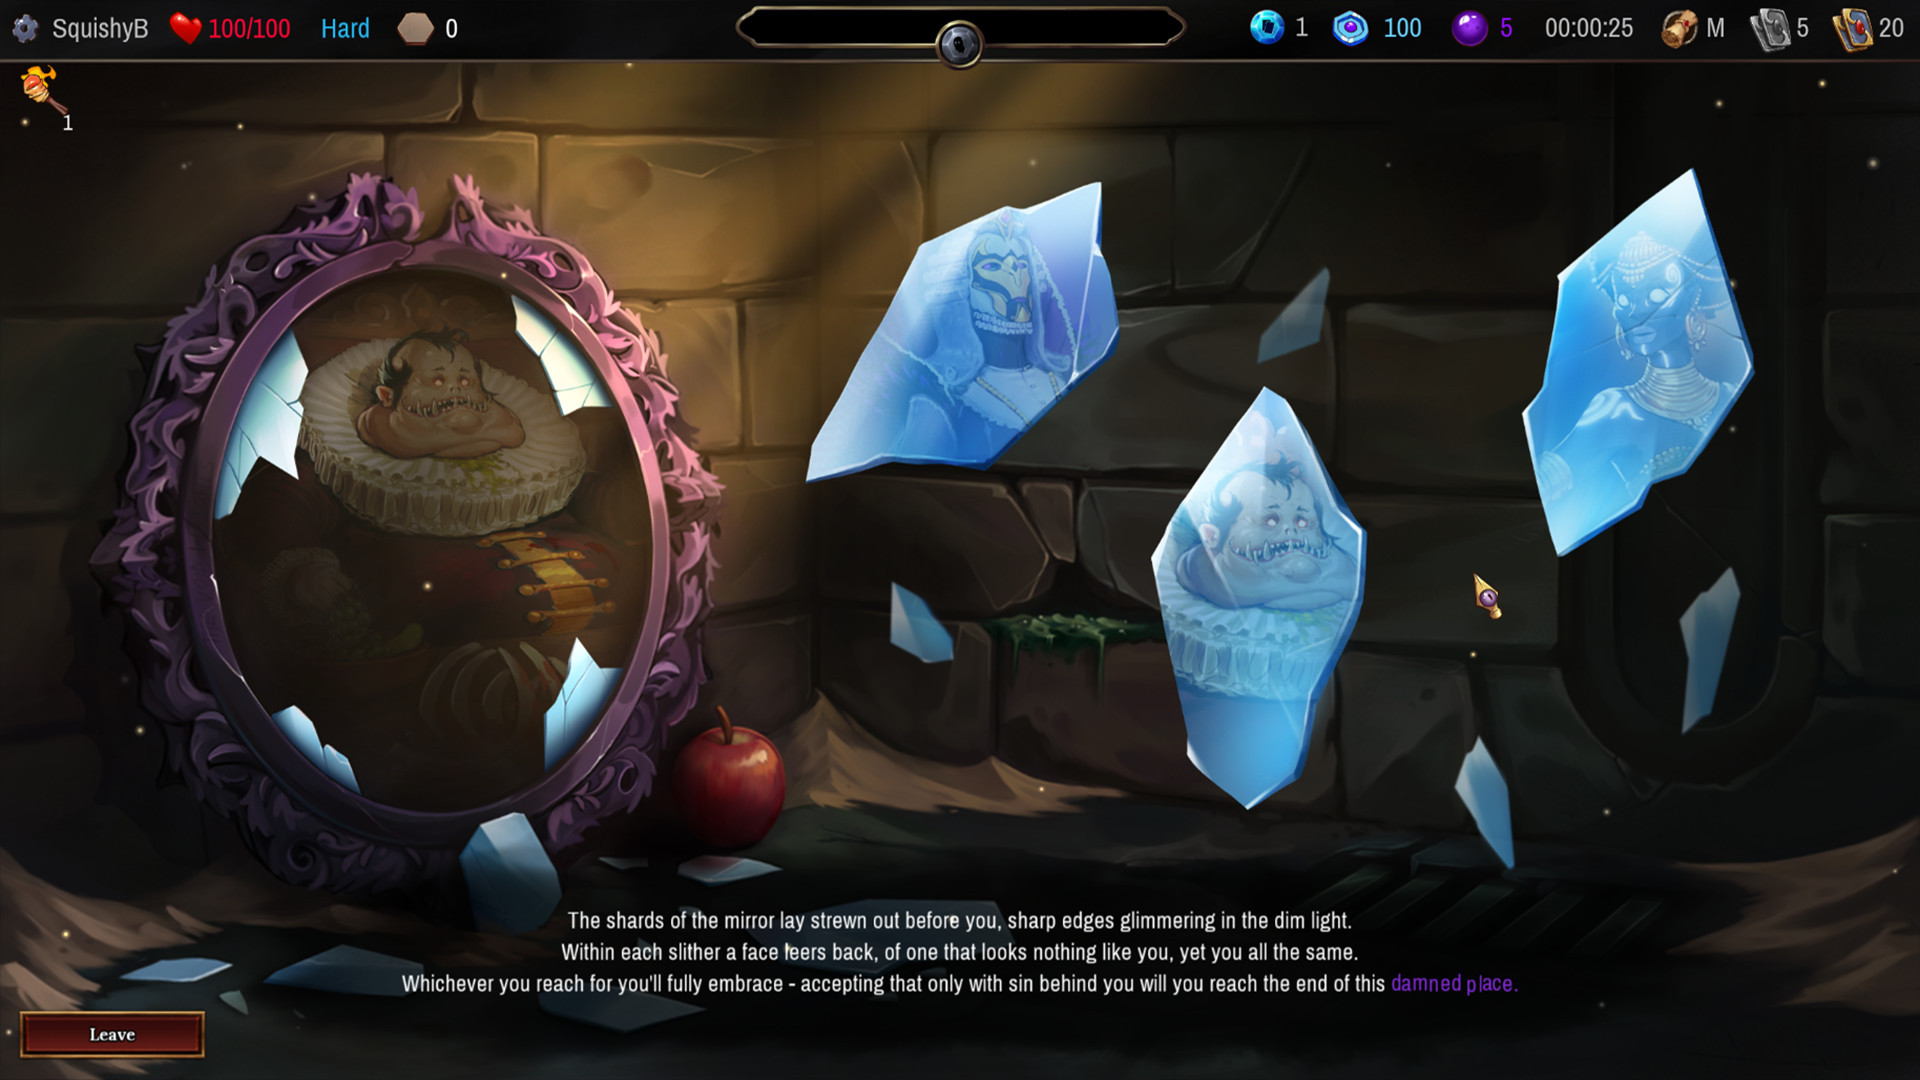 SquishyB 100/100 Hard 0 1 100 5 00:00:25 M 5 20
1
The shards of the mirror lay strewn out before you, sharp edges glimmering in the dim light.
Within each slither a face leers back, of one that looks nothing like you, yet you all the same.
Whichever you reach for you'll fully embrace - accepting that only with sin behind you will you reach the end of this damned place.
Leave